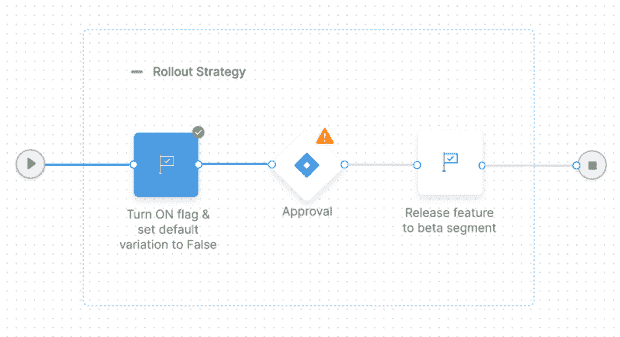 Rollout Strategy
Turn ON flag &
set default
variation to False
Approval
Release feature
to beta segment